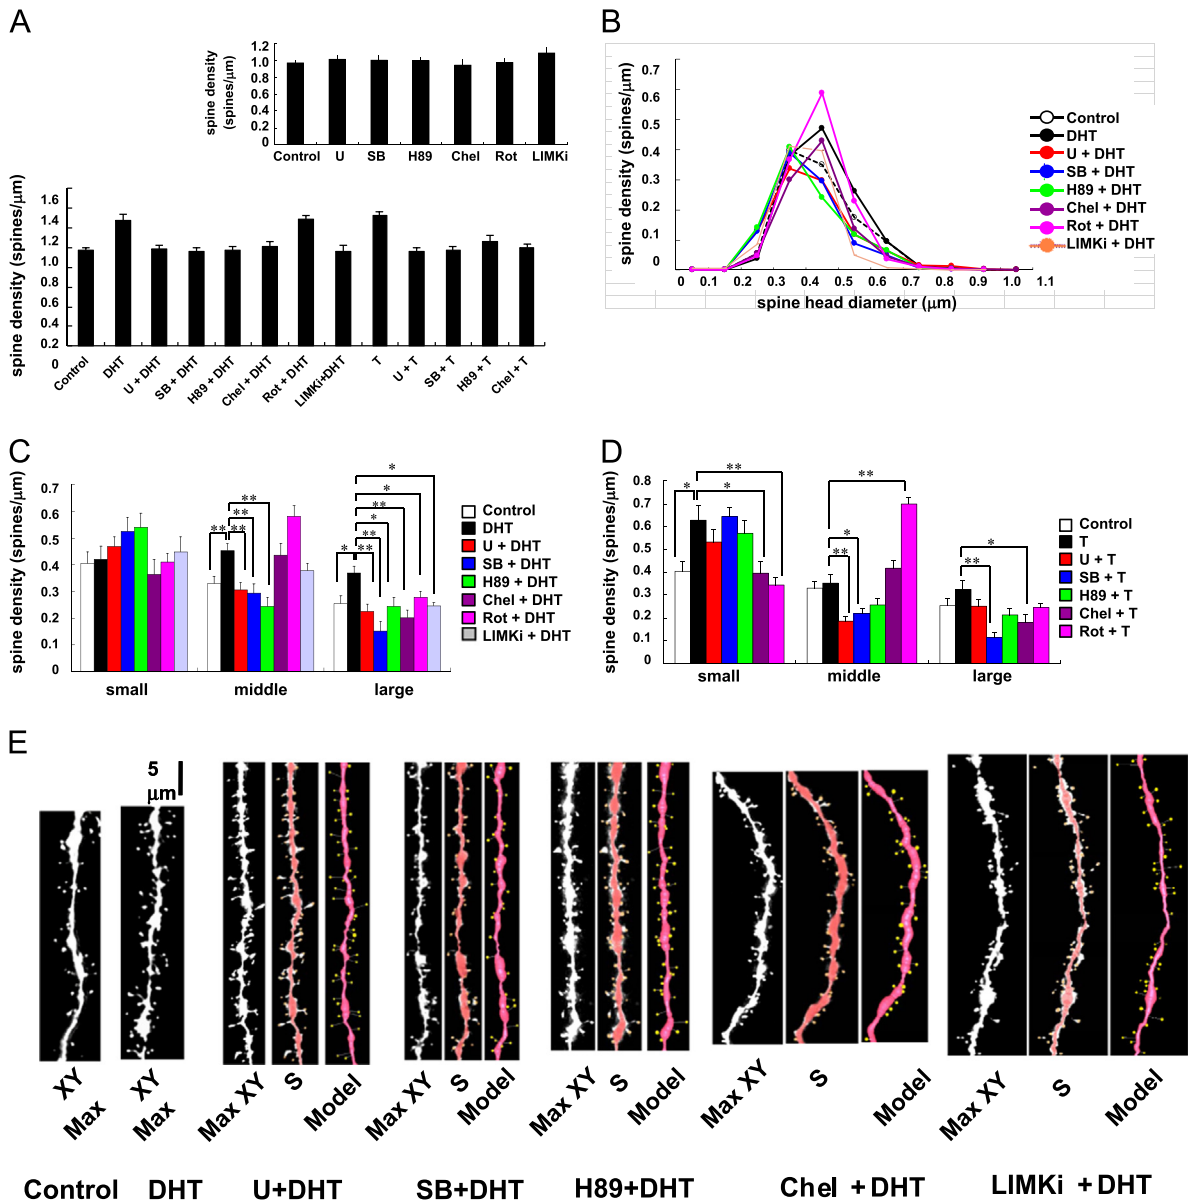 A
spine density
(spines/μm)
1.2
1.0
0.8
0.6
0.4
0.2
0
Control U SB H89 Chel Rot LIMKi
spine density (spines/μm)
1.6
1.4
1.2
1.0
0.8
0.6
0.4
0.2
0
Control
DHT
U + DHT
SB + DHT
H89 + DHT
Chel + DHT
Rot + DHT
LIMKi+DHT
T
U + T
SB + T
H89 + T
Chel + T
B
spine density (spines/μm)
0.7
0.6
0.5
0.4
0.3
0.2
0.1
0
0 0.1 0.2 0.3 0.4 0.5 0.6 0.7 0.8 0.9 1.0 1.1
spine head diameter (μm)
Control
DHT
U + DHT
SB + DHT
H89 + DHT
Chel + DHT
Rot + DHT
LIMKi + DHT
C
spine density (spines/μm)
0.7
0.6
0.5
0.4
0.3
0.2
0.1
0
** ** ** **
* ** ** * ** * *
small middle large
Control
DHT
U + DHT
SB + DHT
H89 + DHT
Chel + DHT
Rot + DHT
LIMKi + DHT
D
spine density (spines/μm)
0.8
0.7
0.6
0.5
0.4
0.3
0.2
0.1
0
* * **
** * **
** *
small middle large
Control
T
U + T
SB + T
H89 + T
Chel + T
Rot + T
E
5
μm
XY
Max
XY
Max
Max XY
S
Model
Max XY
S
Model
Max XY
S
Model
Max XY
S
Model
Max XY
S
Model
Control DHT U+DHT SB+DHT H89+DHT Chel +DHT LIMKi +DHT